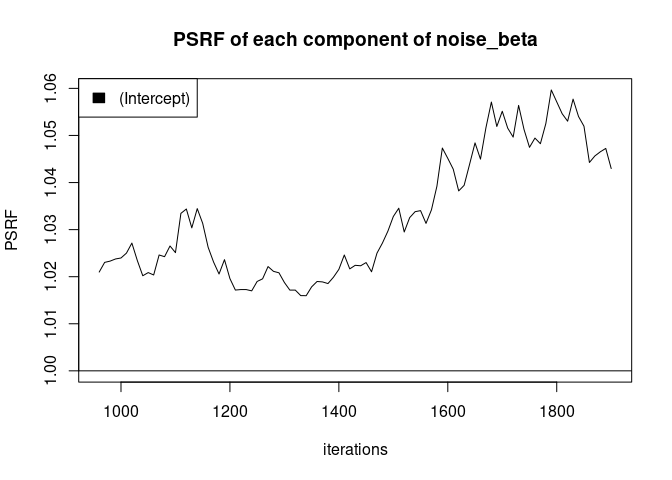 PSRF of each component of noise_beta
(Intercept)
PSRF
1.06
1.05
1.04
1.03
1.02
1.01
1.00
1000 1200 1400 1600 1800
iterations